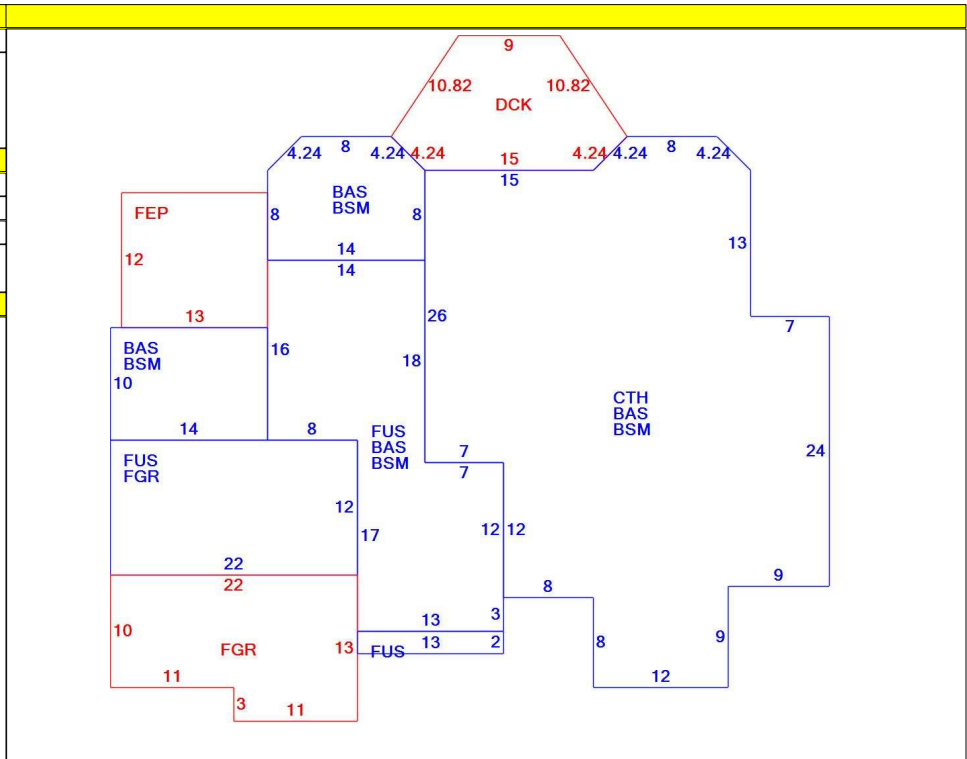 9
10.82 10.82
DCK
4.24 8 4.24 4.24 15 4.24 4.24 8 4.24
15
BAS
BSM
8 8
FEP
14
14
13
12
13
26
7
BAS
BSM
16
18
10
CTH
BAS
BSM
14 8
FUS
BAS
BSM
24
FUS
FGR
7
7
12
17
12 12
22
22
9
8
13
3
10
FGR
13
FUS
13
2
8
9
11
3
11
12